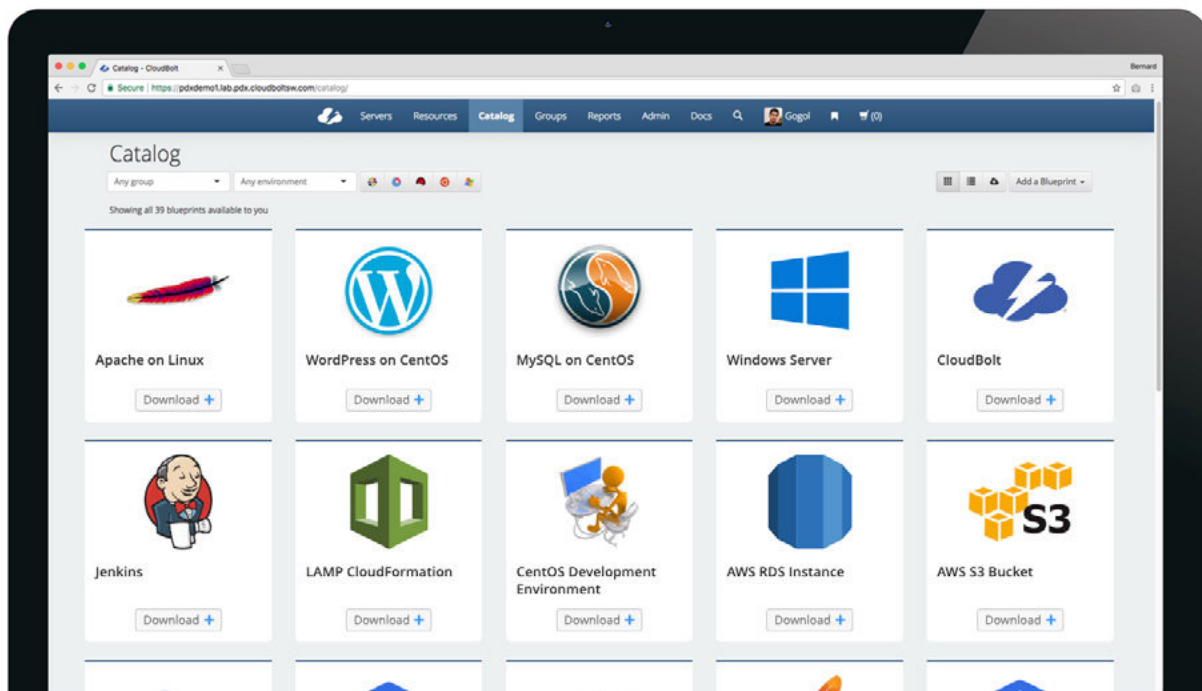 Catalog - CloudBolt
Bernard
Secure | https://pdxdemo1.lab.pdx.cloudboltsw.com/catalog/
Servers Resources Catalog Groups Reports Admin Docs Gogol (0)
Catalog
Any group Any environment Add a Blueprint
Showing all 39 blueprints available to you
Apache on Linux WordPress on CentOS MySQL on CentOS Windows Server CloudBolt
Download + Download + Download + Download + Download +
S3
Jenkins LAMP CloudFormation CentOS Development AWS RDS Instance AWS S3 Bucket
Environment
Download + Download + Download + Download + Download +